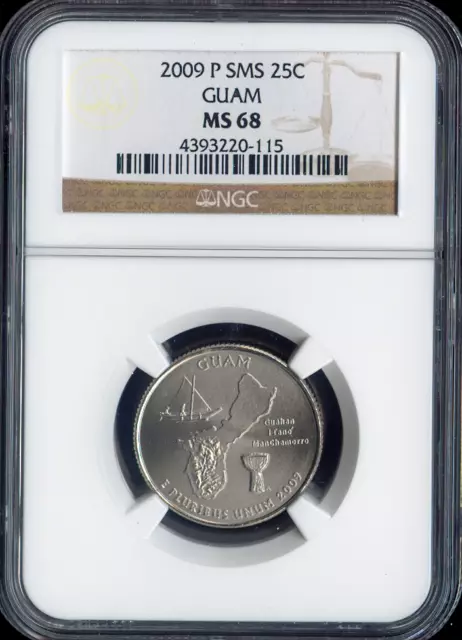 2009 P SMS 25C
GUAM
MS 68
4393220-115
NGC
GUAM
Guahan
I Tano'
ManChamorro
E PLURIBUS UNUM 2009